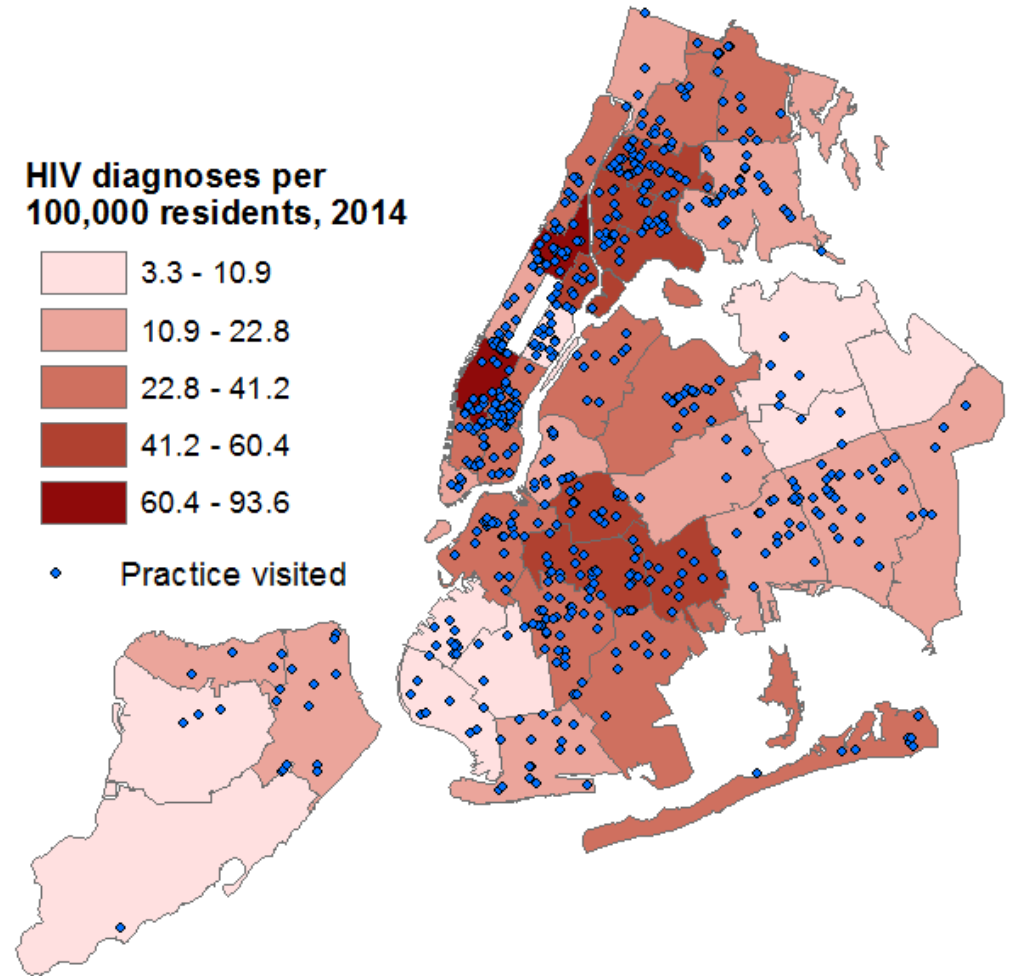 HIV diagnoses per
100,000 residents, 2014
3.3 - 10.9
10.9 - 22.8
22.8 - 41.2
41.2 - 60.4
60.4 - 93.6
Practice visited